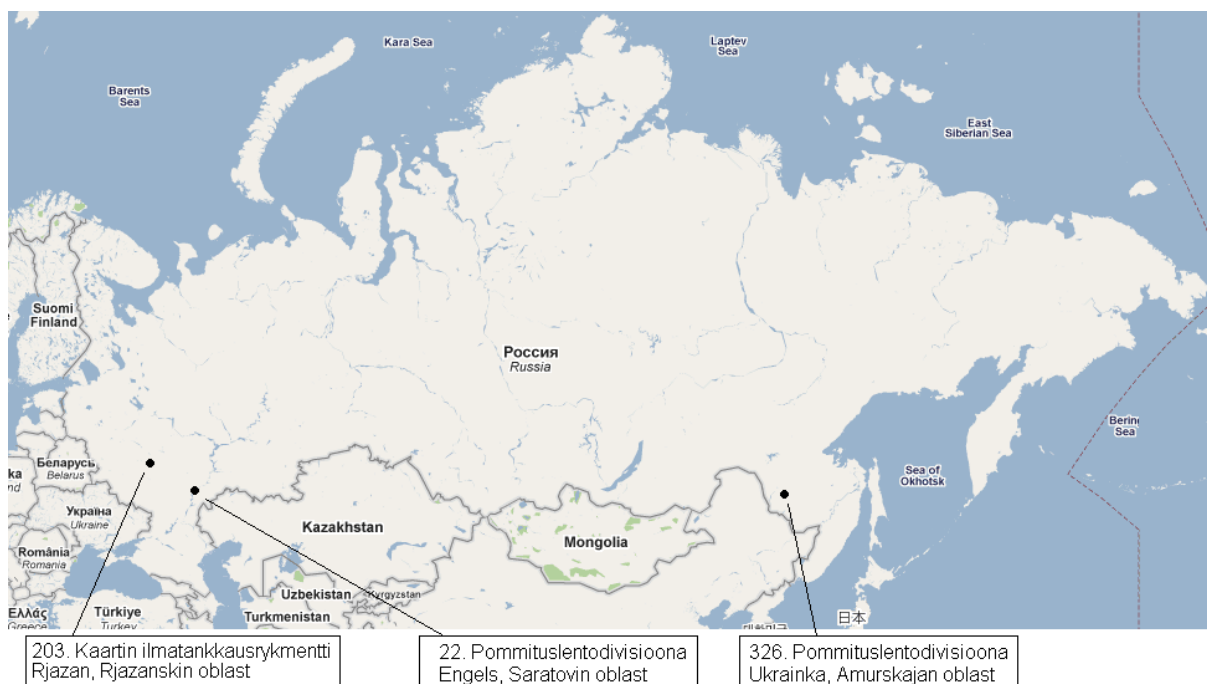 Kara Sea
Laptev
Sea
Barents
Sea
East
Siberian Sea
Suomi
Finland
Россия
Russia
Sea of
Okhotsk
Sea
Беларусь
Belarus
Україна
Ukraine
Kazakhstan
Mongolia
România
Romania
Uzbekistan
Kyrgyzstan
Ελλάς
Greece
Türkiye
Turkey
Turkmenistan
日本
203. Kaartin ilmatankkausrykmentti
Rjazan, Rjazanskin oblast
22. Pommituslentodivisioona
Engels, Saratovin oblast
326. Pommituslentodivisioona
Ukrainka, Amurskajan oblast